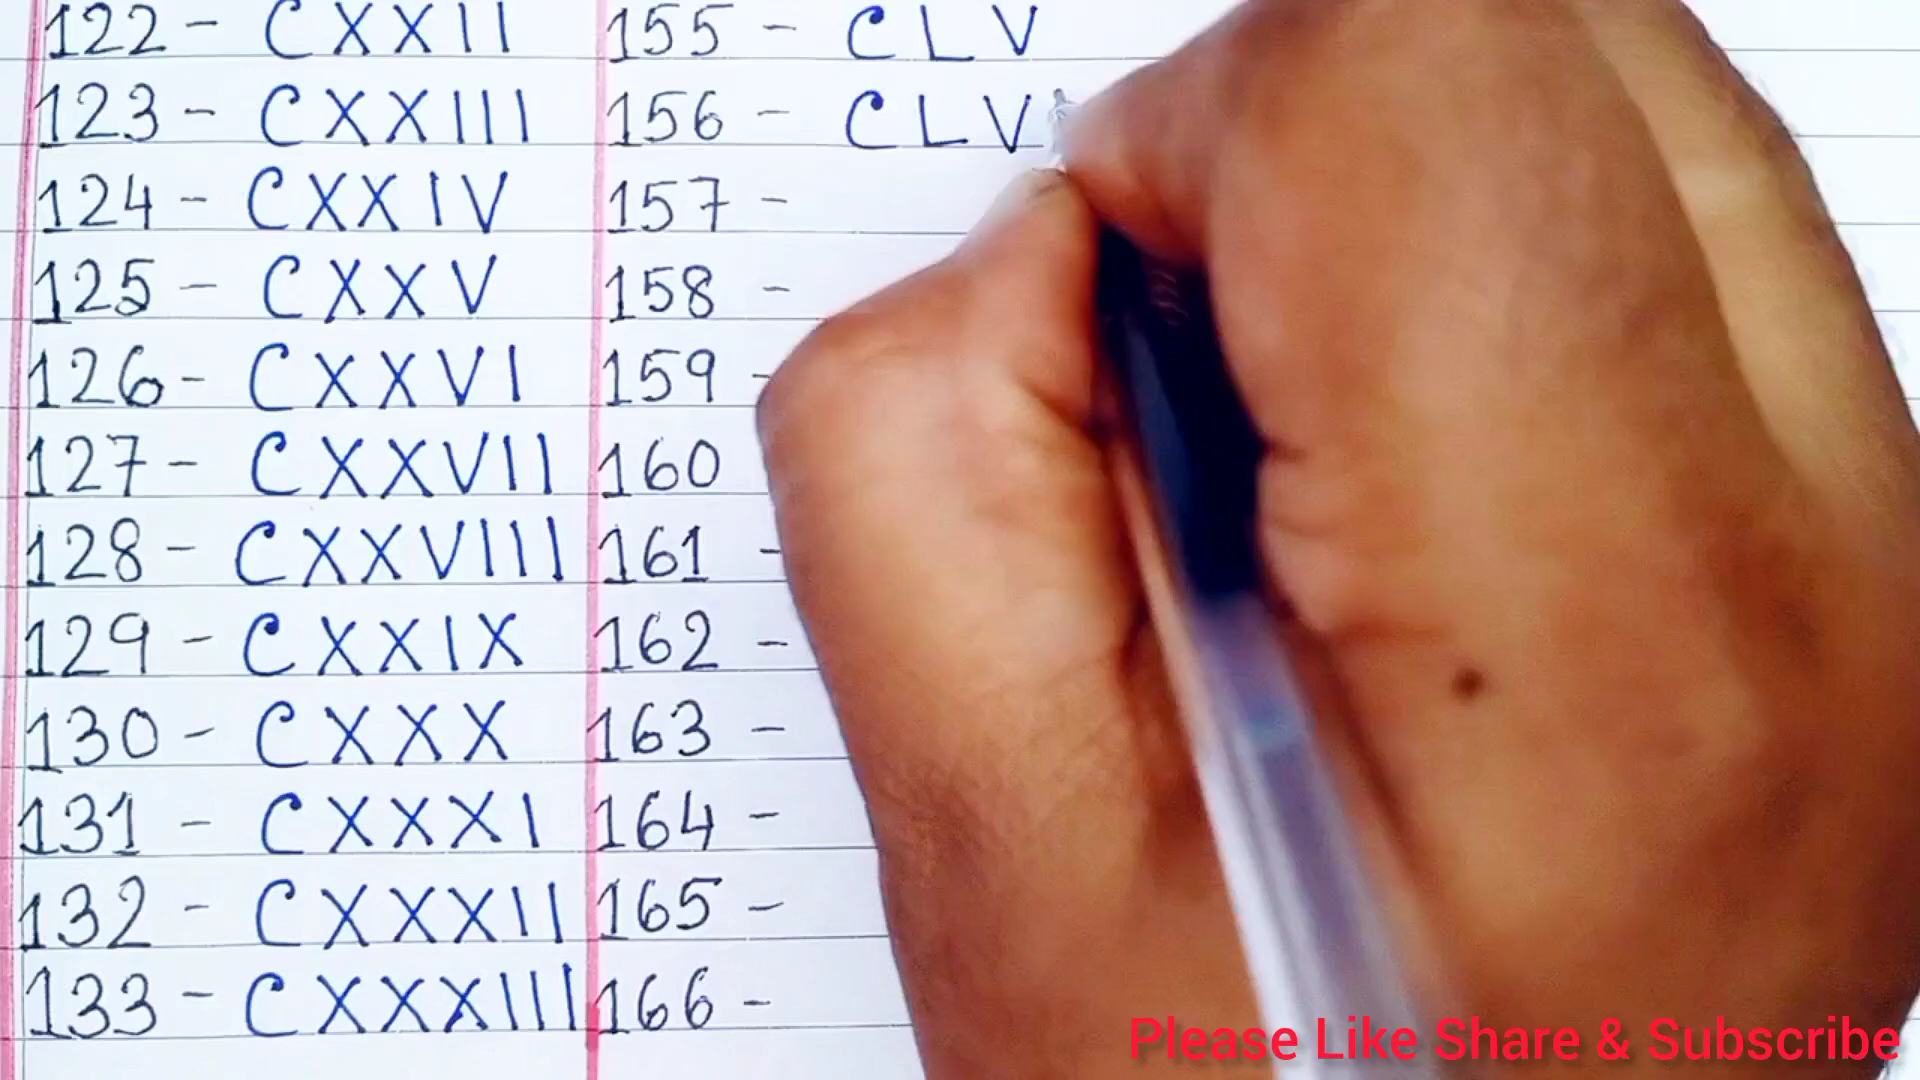 122 - CXXII
123 - CXXIII
124 - CXXIV
125 - CXXV
126 - CXXVI
127 - CXXVII
128 - CXXVIII
129 - CXXIX
130 - CXXX
131 - CXXXI
132 - CXXXII
133 - CXXXIII
155 - CLV
156 - CLV
157 -
158 -
159 -
160
161 -
162 -
163 -
164 -
165 -
166 -
Please Like Share & Subscribe